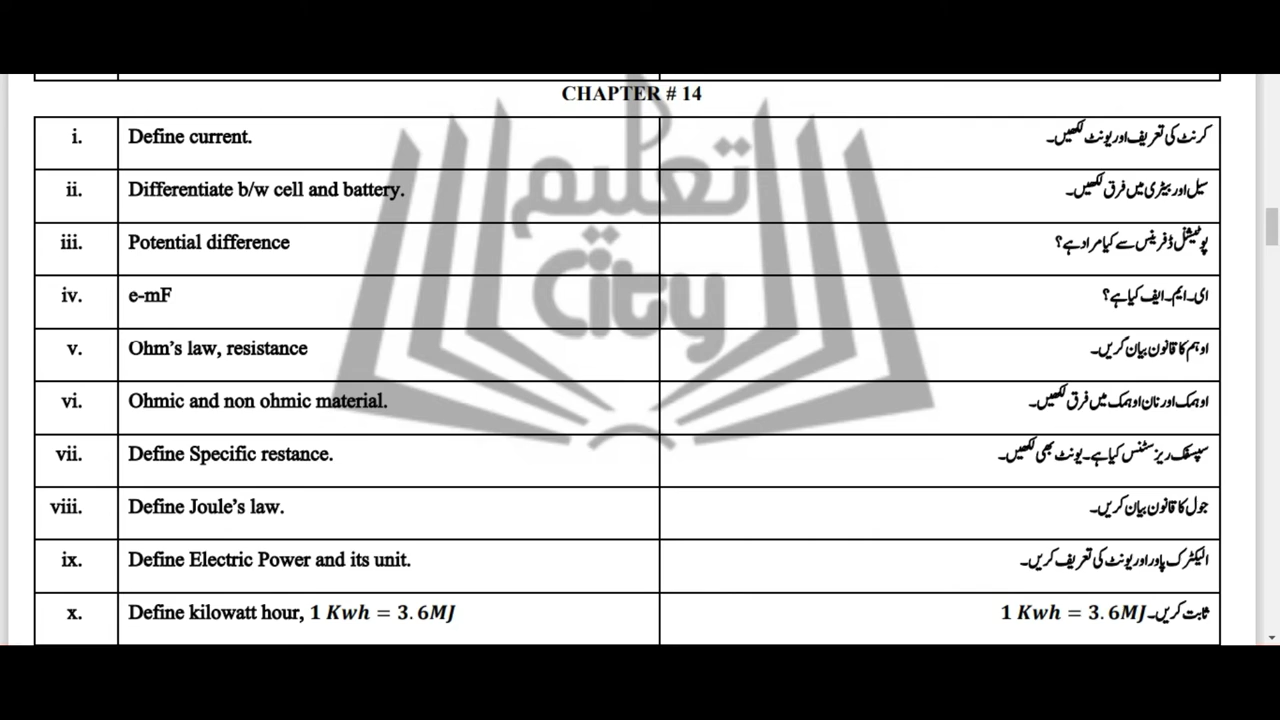 CHAPTER # 14
i. Define current. کرنٹ کی تعریف اور یونٹ لکھیں۔
ii. Differentiate b/w cell and battery. سیل اور بیٹری میں فرق لکھیں۔
iii. Potential difference پوٹینشل ڈفرینس سے کیا مراد ہے؟
iv. e-mF ای۔ایم۔ایف کیا ہے؟
v. Ohm's law, resistance اوہم کا قانون بیان کریں۔
vi. Ohmic and non ohmic material. اوہمک اور نان اوہمک میں فرق لکھیں۔
vii. Define Specific restance. سپیسفک ریزسٹنس کیا ہے۔ یونٹ بھی لکھیں۔
viii. Define Joule's law. جول کا قانون بیان کریں۔
ix. Define Electric Power and its unit. الیکٹرک پاور اور یونٹ کی تعریف کریں۔
x. Define kilowatt hour, 1 Kwh = 3.6MJ ثابت کریں۔ 1 Kwh = 3.6MJ
تعلیم
City